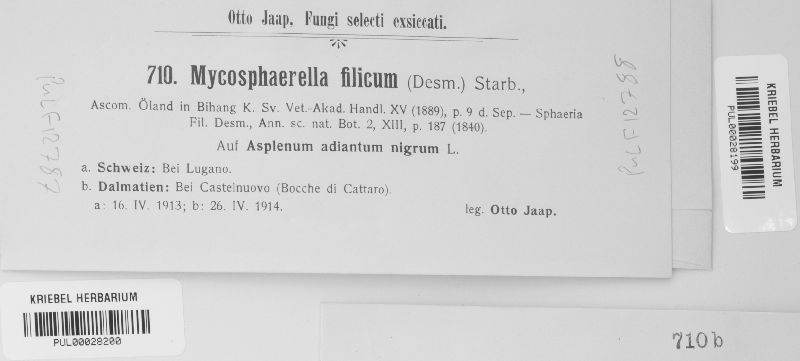 Otto Jaap, Fungi selecti exsiccati.
710. Mycosphaerella filicum (Desm.) Starb.,
Ascom. Öland in Bihang K. Sv. Vet.-Akad. Handl. XV (1889), p. 9 d. Sep. — Sphaeria
Fil. Desm., Ann. sc. nat. Bot. 2, XIII, p. 187 (1840).
Auf Asplenum adiantum nigrum L.
a. Schweiz: Bei Lugano.
b. Dalmatien: Bei Castelnuovo (Bocche di Cattaro).
a: 16. IV. 1913; b: 26. IV. 1914.
leg. Otto Jaap.
PULF12787
PULF12788
KRIEBEL HERBARIUM
PUL00028199
KRIEBEL HERBARIUM
PUL00028200
710b